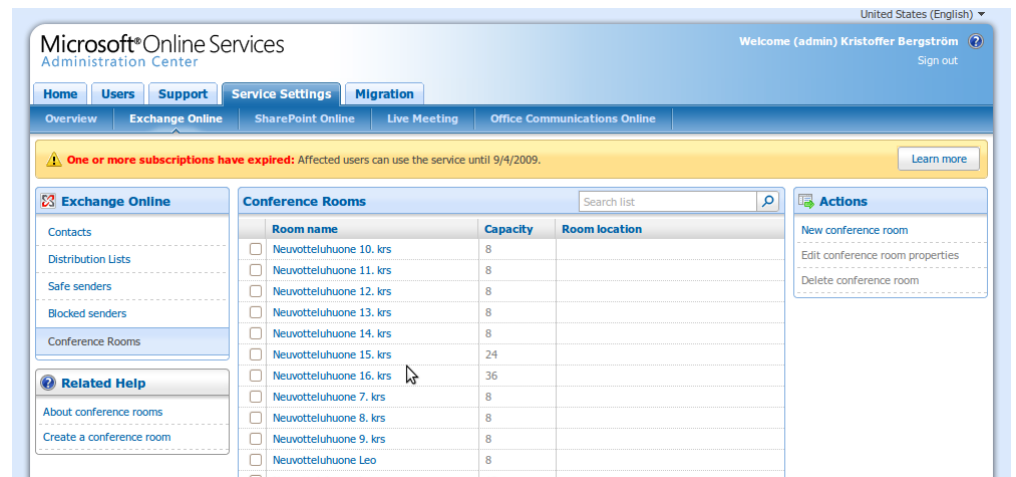 United States (English)
Microsoft® Online Services
Administration Center
Welcome (admin) Kristoffer Bergström
Sign out
Home Users Support Service Settings Migration
Overview Exchange Online SharePoint Online Live Meeting Office Communications Online
One or more subscriptions have expired: Affected users can use the service until 9/4/2009. Learn more
Exchange Online
Contacts
Distribution Lists
Safe senders
Blocked senders
Conference Rooms
Related Help
About conference rooms
Create a conference room
Conference Rooms Search list
Room name Capacity Room location
Neuvotteluhuone 10. krs 8
Neuvotteluhuone 11. krs 8
Neuvotteluhuone 12. krs 8
Neuvotteluhuone 13. krs 8
Neuvotteluhuone 14. krs 8
Neuvotteluhuone 15. krs 24
Neuvotteluhuone 16. krs 36
Neuvotteluhuone 7. krs 8
Neuvotteluhuone 8. krs 8
Neuvotteluhuone 9. krs 8
Neuvotteluhuone Leo 8
Actions
New conference room
Edit conference room properties
Delete conference room